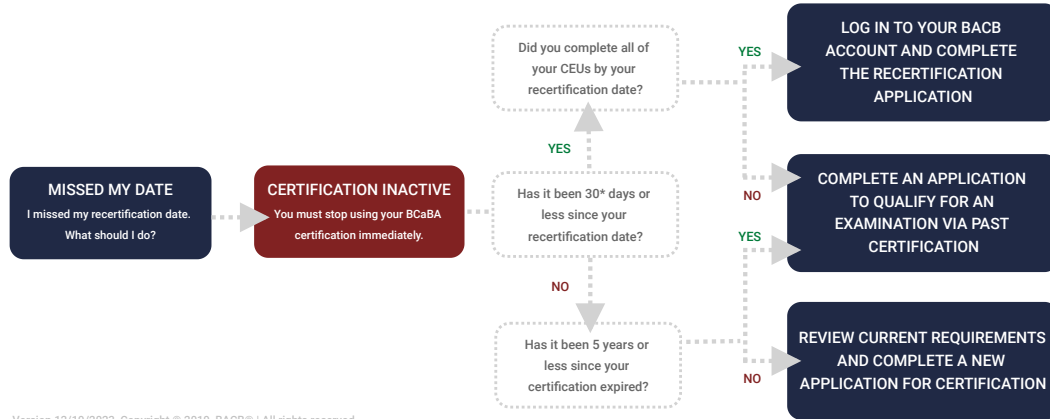 MISSED MY DATE
I missed my recertification date.
What should I do?
CERTIFICATION INACTIVE
You must stop using your BCaBA
certification immediately.
Did you complete all of
your CEUs by your
recertification date?
YES
Has it been 30* days or
less since your
recertification date?
NO
Has it been 5 years or
less since your
certification expired?
YES
LOG IN TO YOUR BACB
ACCOUNT AND COMPLETE
THE RECERTIFICATION
APPLICATION
NO
YES
COMPLETE AN APPLICATION
TO QUALIFY FOR AN
EXAMINATION VIA PAST
CERTIFICATION
NO
REVIEW CURRENT REQUIREMENTS
AND COMPLETE A NEW
APPLICATION FOR CERTIFICATION